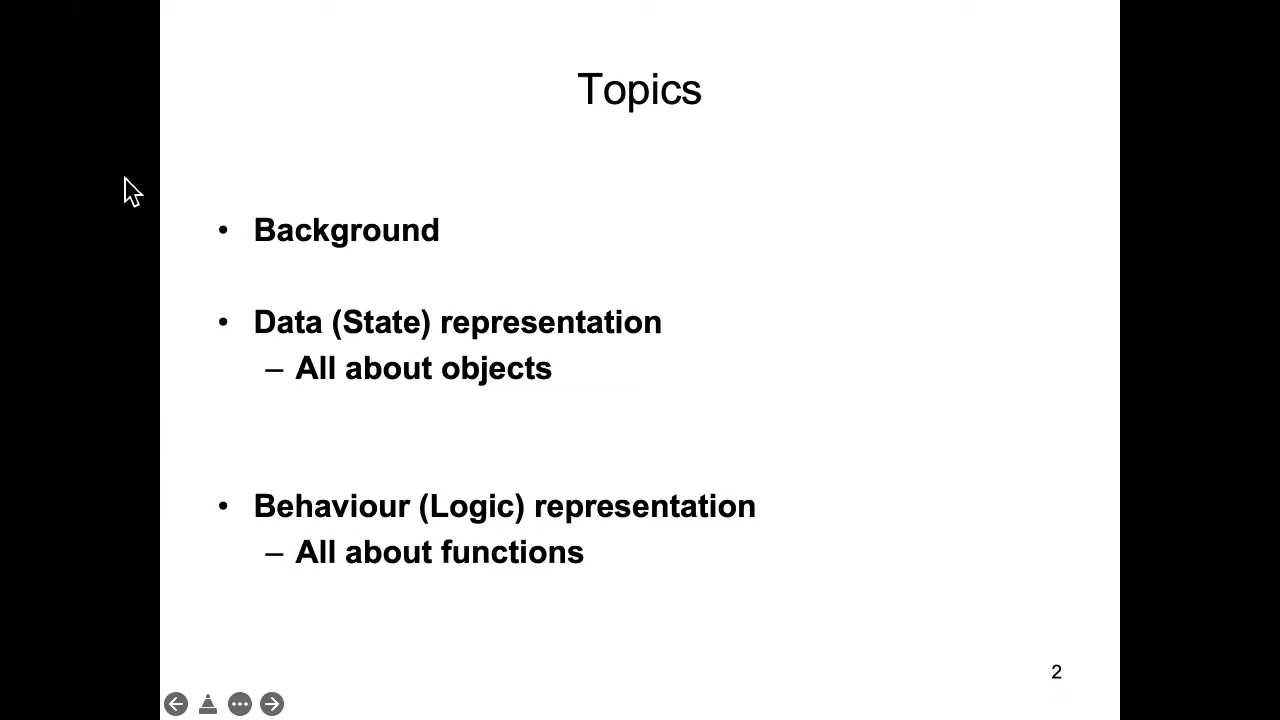 Topics
• Background
• Data (State) representation
– All about objects
• Behaviour (Logic) representation
– All about functions
2